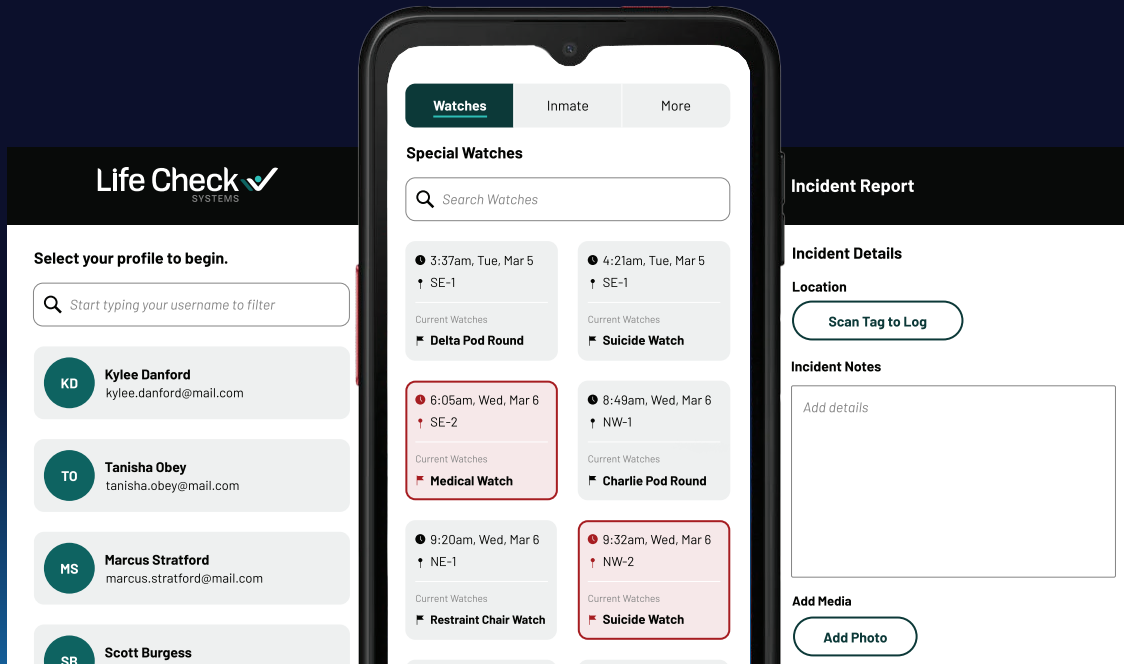 Life Check
SYSTEMS
Select your profile to begin.
Start typing your username to filter
KD
Kylee Danford
kylee.danford@mail.com
TO
Tanisha Obey
tanisha.obey@mail.com
MS
Marcus Stratford
marcus.stratford@mail.com
SB
Scott Burgess
Watches
Inmate
More
Special Watches
Search Watches
3:37am, Tue, Mar 5
SE-1
Current Watches
Delta Pod Round
4:21am, Tue, Mar 5
SE-1
Current Watches
Suicide Watch
6:05am, Wed, Mar 6
SE-2
Current Watches
Medical Watch
8:49am, Wed, Mar 6
NW-1
Current Watches
Charlie Pod Round
9:20am, Wed, Mar 6
NE-1
Current Watches
Restraint Chair Watch
9:32am, Wed, Mar 6
NW-2
Current Watches
Suicide Watch
Incident Report
Incident Details
Location
Scan Tag to Log
Incident Notes
Add details
Add Media
Add Photo